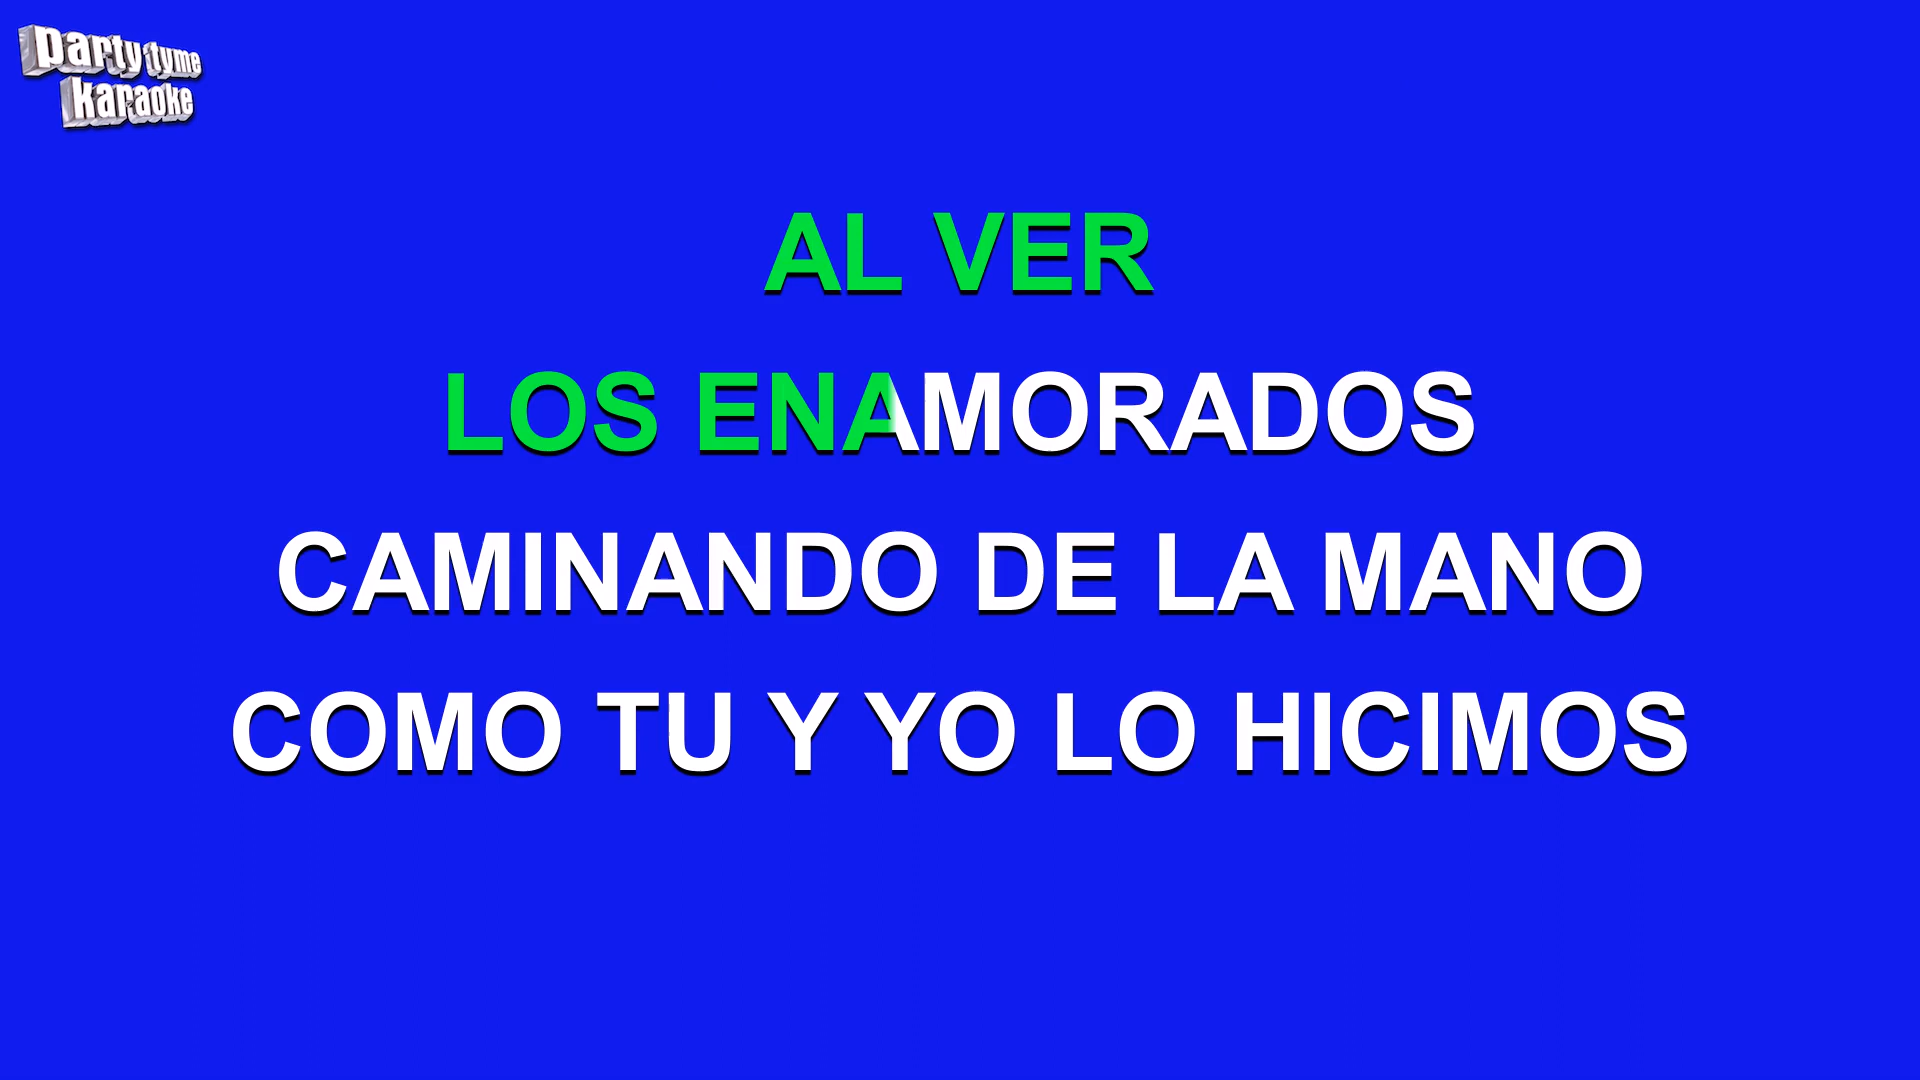 party tyme
karaoke
AL VER
LOS ENAMORADOS
CAMINANDO DE LA MANO
COMO TU Y YO LO HICIMOS